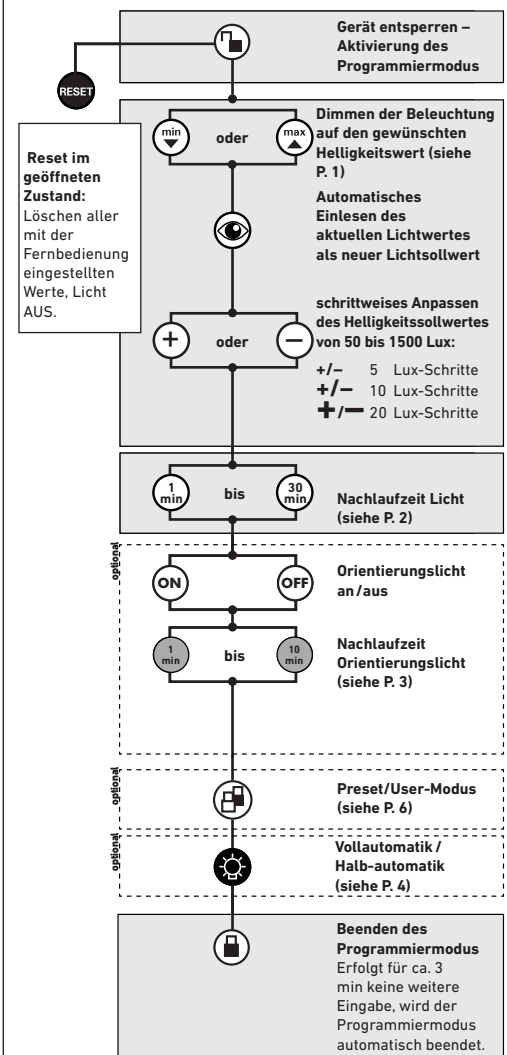 Gerät entsperren –
Aktivierung des
Programmiermodus
RESET
Reset im
geöffneten
Zustand:
Löschen aller
mit der
Fernbedienung
eingestellten
Werte, Licht
AUS.
min
oder
max
Dimmen der Beleuchtung
auf den gewünschten
Helligkeitswert (siehe
P. 1)
Automatisches
Einlesen des
aktuellen Lichtwertes
als neuer Lichtsollwert
+
oder
–
schrittweises Anpassen
des Helligkeitssollwertes
von 50 bis 1500 Lux:
+/– 5 Lux-Schritte
+/– 10 Lux-Schritte
+/– 20 Lux-Schritte
1
min
bis
30
min
Nachlaufzeit Licht
(siehe P. 2)
optional
ON
OFF
Orientierungslicht
an/aus
1
min
bis
10
min
Nachlaufzeit
Orientierungslicht
(siehe P. 3)
optional
Preset/User-Modus
(siehe P. 6)
optional
Vollautomatik /
Halb-automatik
(siehe P. 4)
Beenden des
Programmiermodus
Erfolgt für ca. 3
min keine weitere
Eingabe, wird der
Programmiermodus
automatisch beendet.